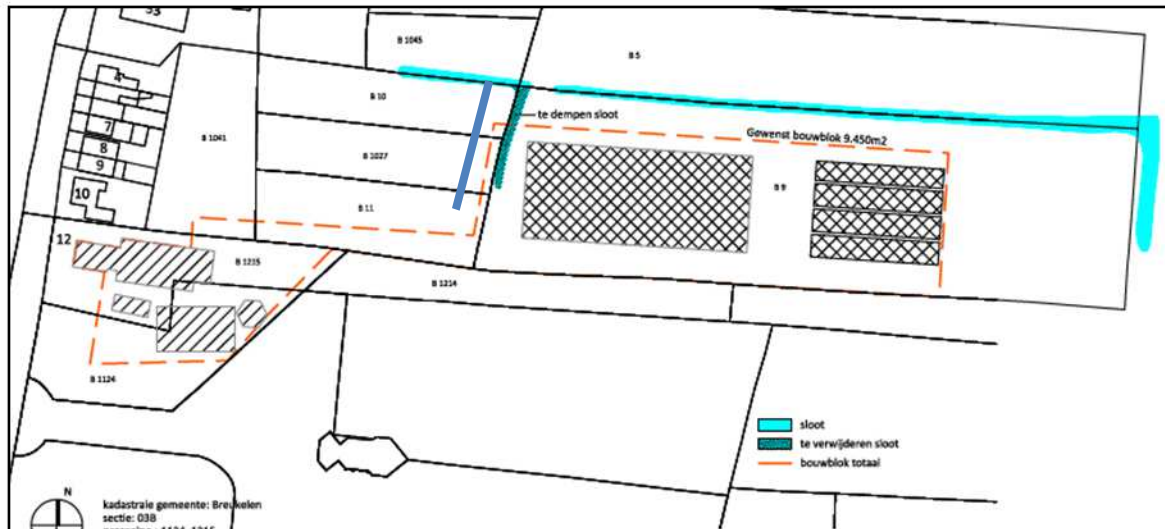 33
B 1045
B 5
4
B 10
te dempen sloot
7
B 1041
Gewenst bouwblok 9.450m2
8
B 1027
9
B 9
10
B 11
12
B 1215
B 1214
B 1124
sloot
te verwijderen sloot
bouwblok totaal
N
kadastrale gemeente: Breukelen
sectie: 03B